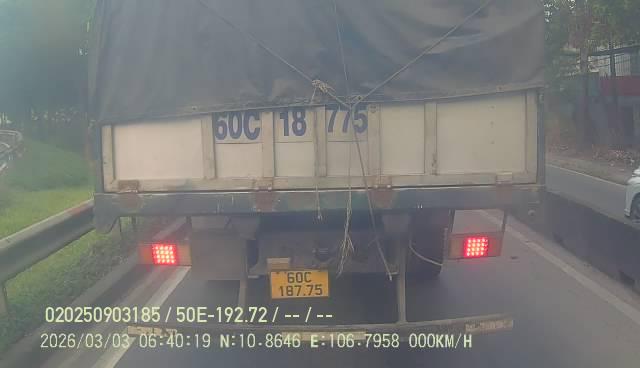 60C 18 775
60C
187.75
020250903185 / 50E-192.72 / -- / --
2026/03/03 06:40:19 N:10.8646 E:106.7958 000KM/H